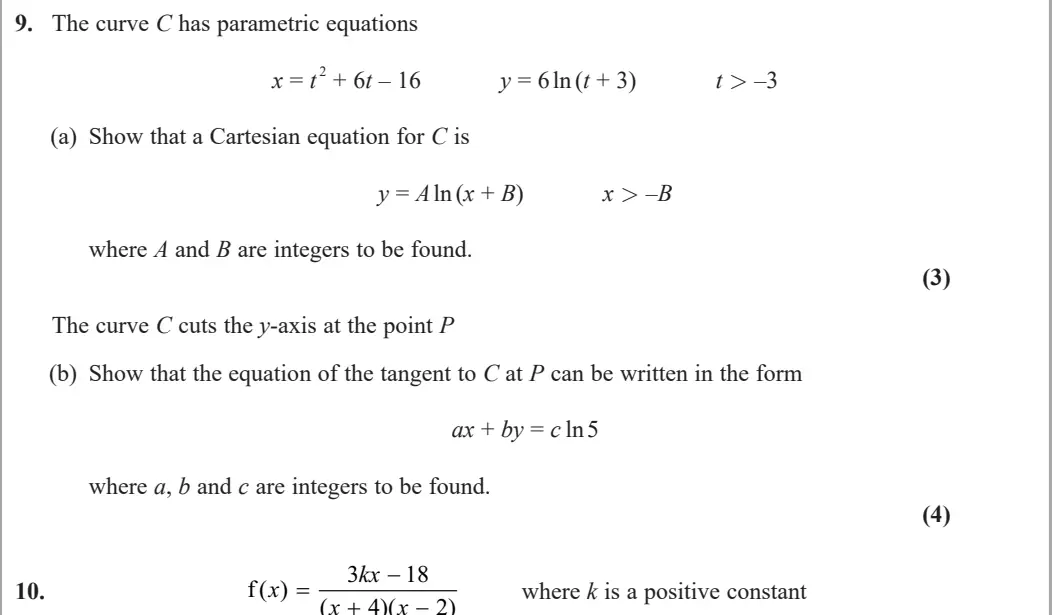 9. The curve C has parametric equations
x = t² + 6t – 16 y = 6 ln (t + 3) t > –3
(a) Show that a Cartesian equation for C is
y = A ln (x + B) x > –B
where A and B are integers to be found.
(3)
The curve C cuts the y-axis at the point P
(b) Show that the equation of the tangent to C at P can be written in the form
ax + by = c ln 5
where a, b and c are integers to be found.
(4)
10. f(x) = (3kx – 18)/((x + 4)(x – 2)) where k is a positive constant